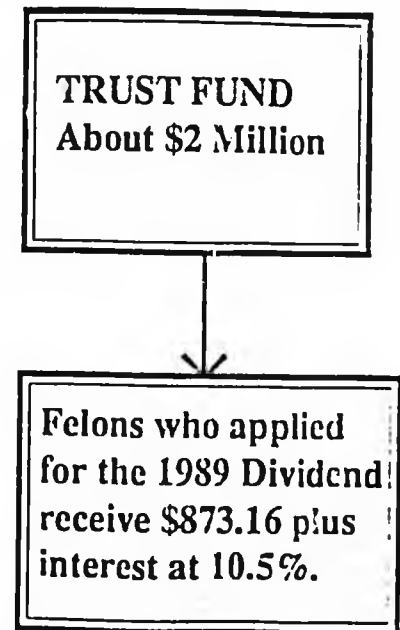 TRUST FUND
About $2 Million
Felons who applied
for the 1989 Dividend
receive $873.16 plus
interest at 10.5%.